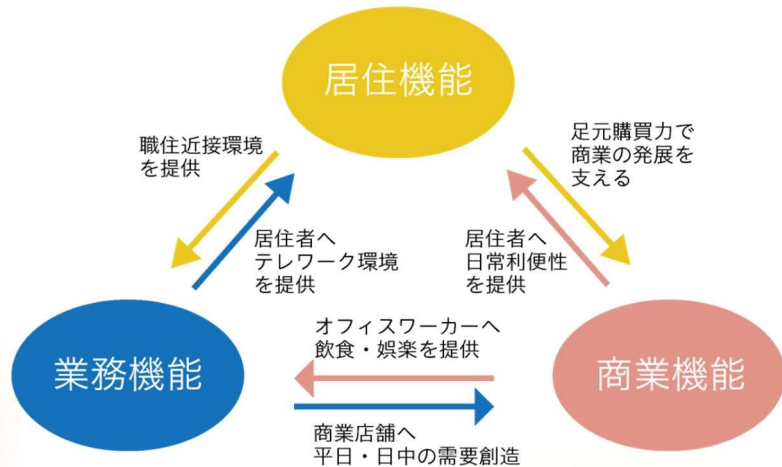 居住機能
職住近接環境
を提供
足元購買力で
商業の発展を
支える
居住者へ
テレワーク環境
を提供
居住者へ
日常利便性
を提供
業務機能
オフィスワーカーへ
飲食・娯楽を提供
商業機能
商業店舗へ
平日・日中の需要創造